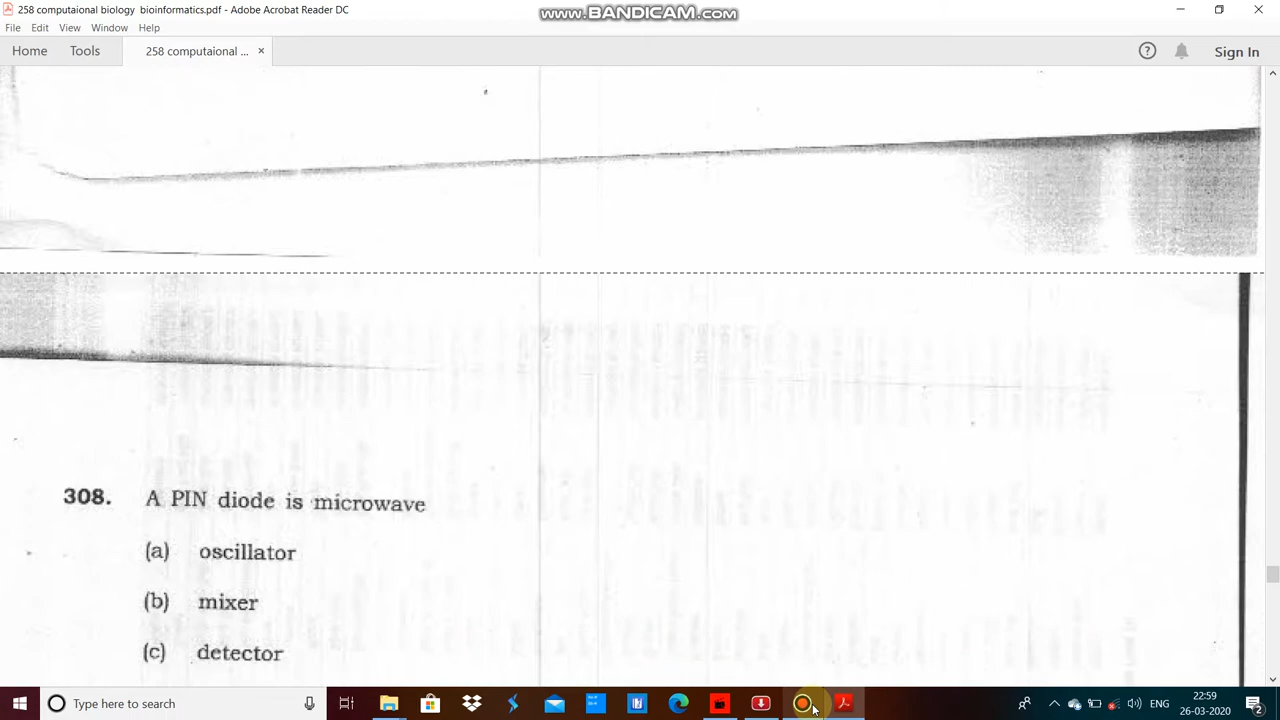 258 computaional biology bioinformatics.pdf - Adobe Acrobat Reader DC
www.BANDICAM.com
File Edit View Window Help
Home Tools 258 computaional ... × Sign In
308. A PIN diode is microwave
(a) oscillator
(b) mixer
(c) detector
Type here to search
ENG
22:59
26-03-2020
2